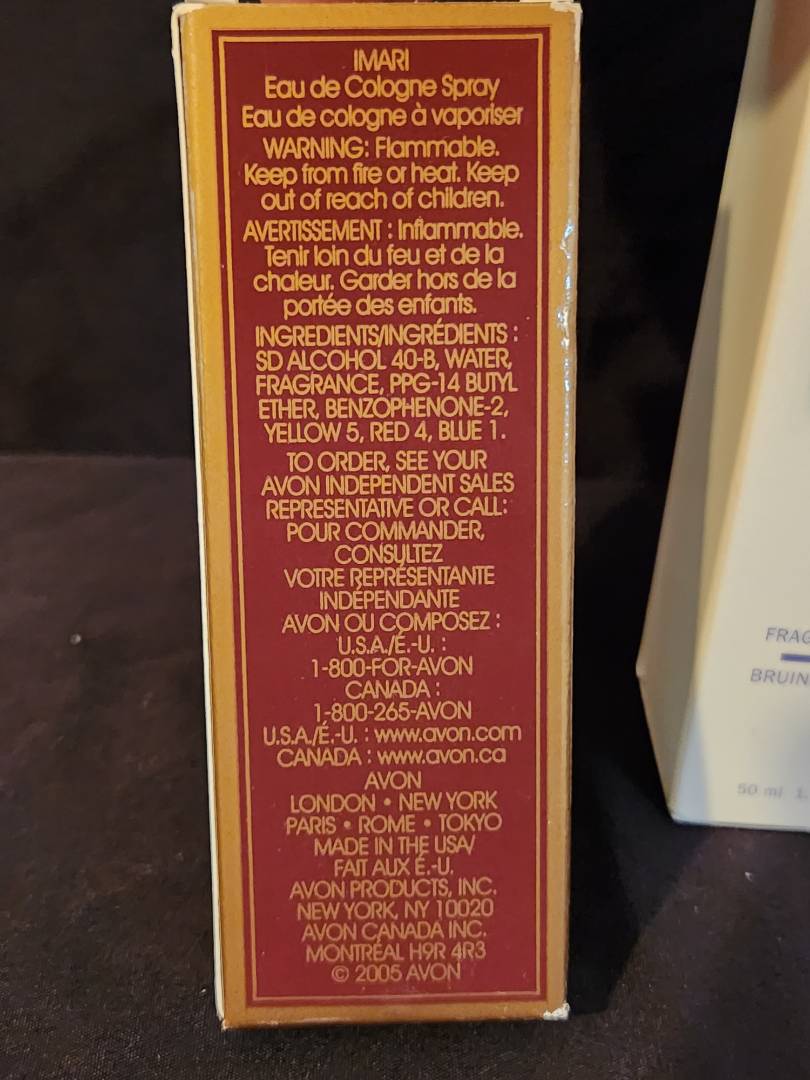 IMARI
Eau de Cologne Spray
Eau de cologne à vaporiser
WARNING: Flammable.
Keep from fire or heat. Keep
out of reach of children.
AVERTISSEMENT : Inflammable.
Tenir loin du feu et de la
chaleur. Garder hors de la
portée des enfants.
INGREDIENTS/INGRÉDIENTS :
SD ALCOHOL 40-B, WATER,
FRAGRANCE, PPG-14 BUTYL
ETHER, BENZOPHENONE-2,
YELLOW 5, RED 4, BLUE 1.
TO ORDER, SEE YOUR
AVON INDEPENDENT SALES
REPRESENTATIVE OR CALL:
POUR COMMANDER,
CONSULTEZ
VOTRE REPRÉSENTANTE
INDÉPENDANTE
AVON OU COMPOSEZ :
U.S.A./É.-U. :
1-800-FOR-AVON
CANADA :
1-800-265-AVON
U.S.A./É.-U. : www.avon.com
CANADA : www.avon.ca
AVON
LONDON • NEW YORK
PARIS • ROME • TOKYO
MADE IN THE USA/
FAIT AUX É.-U.
AVON PRODUCTS, INC.
NEW YORK, NY 10020
AVON CANADA INC.
MONTRÉAL H9R 4R3
© 2005 AVON
FRAG
BRUIN
50 ml 1.